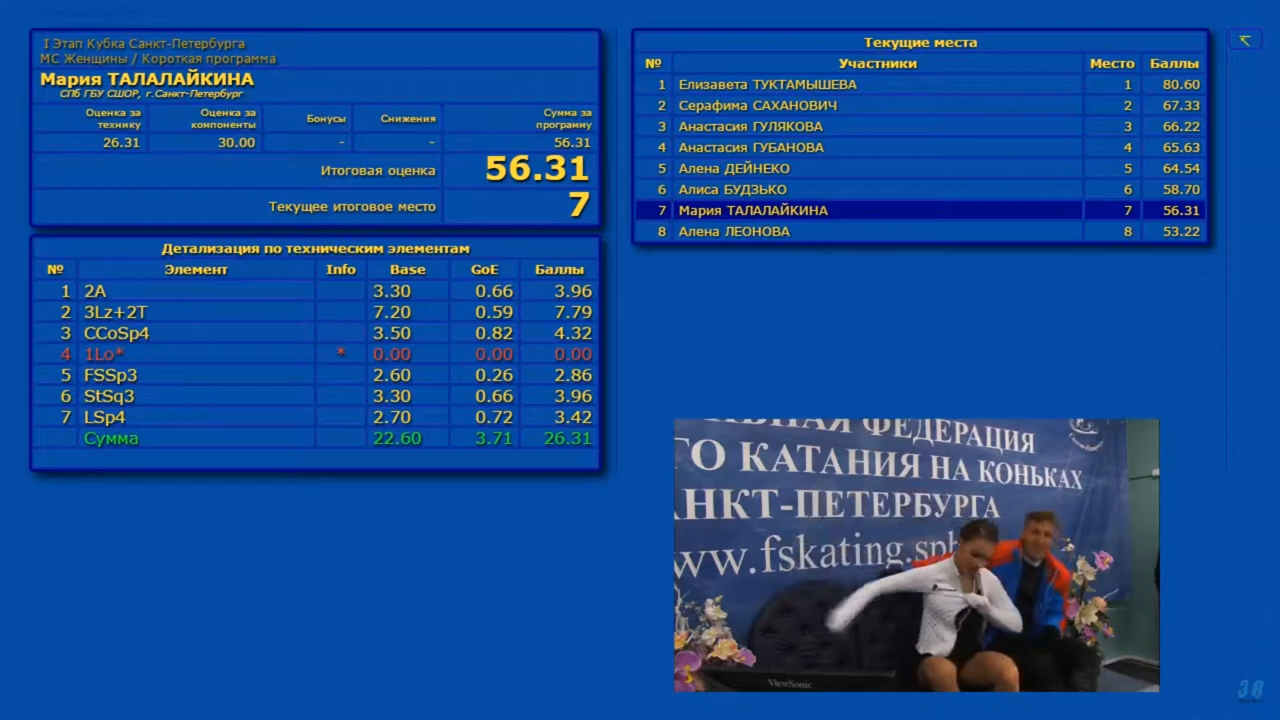 I Этап Кубка Санкт-Петербурга
МС Женщины / Короткая программа
Мария ТАЛАЛАЙКИНА
СПб ГБУ СШОР, г.Санкт-Петербург
Оценка за технику Оценка за компоненты Бонусы Снижения Сумма за программу
26.31 30.00 - - 56.31
Итоговая оценка 56.31
Текущее итоговое место 7
Детализация по техническим элементам
№ Элемент Info Base GoE Баллы
1 2A 3.30 0.66 3.96
2 3Lz+2T 7.20 0.59 7.79
3 CCoSp4 3.50 0.82 4.32
4 1Lo* * 0.00 0.00 0.00
5 FSSp3 2.60 0.26 2.86
6 StSq3 3.30 0.66 3.96
7 LSp4 2.70 0.72 3.42
Сумма 22.60 3.71 26.31
Текущие места
№ Участники Место Баллы
1 Елизавета ТУКТАМЫШЕВА 1 80.60
2 Серафима САХАНОВИЧ 2 67.33
3 Анастасия ГУЛЯКОВА 3 66.22
4 Анастасия ГУБАНОВА 4 65.63
5 Алена ДЕЙНЕКО 5 64.54
6 Алиса БУДЗЬКО 6 58.70
7 Мария ТАЛАЛАЙКИНА 7 56.31
8 Алена ЛЕОНОВА 8 53.22
ЬНАЯ ФЕДЕРАЦИЯ
ГО КАТАНИЯ НА КОНЬКАХ
АНКТ-ПЕТЕРБУРГА
www.fskating.spb
ViewSonic
38